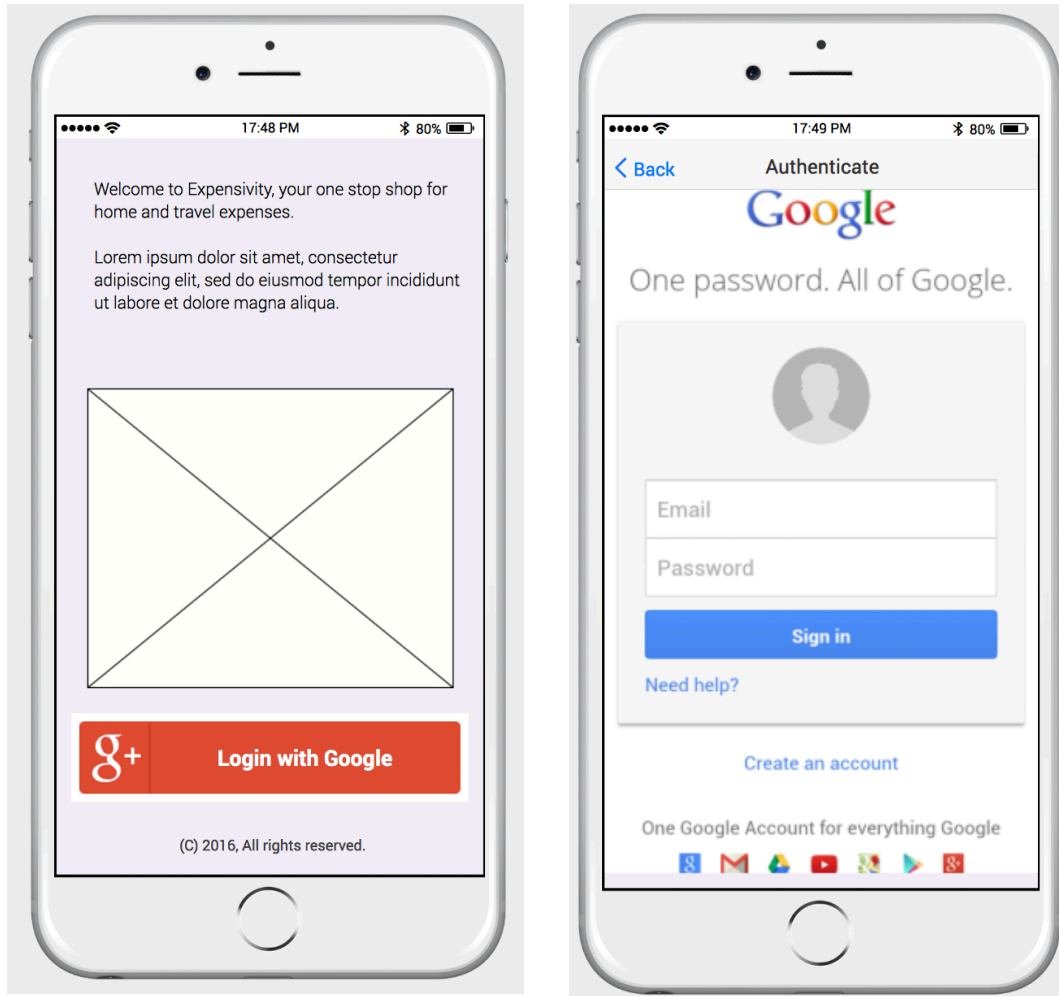 17:48 PM
80%
Welcome to Expensivity, your one stop shop for
home and travel expenses.
Lorem ipsum dolor sit amet, consectetur
adipiscing elit, sed do eiusmod tempor incididunt
ut labore et dolore magna aliqua.
g+
Login with Google
(C) 2016, All rights reserved.
17:49 PM
80%
Back
Authenticate
Google
One password. All of Google.
Email
Password
Sign in
Need help?
Create an account
One Google Account for everything Google
g
g+